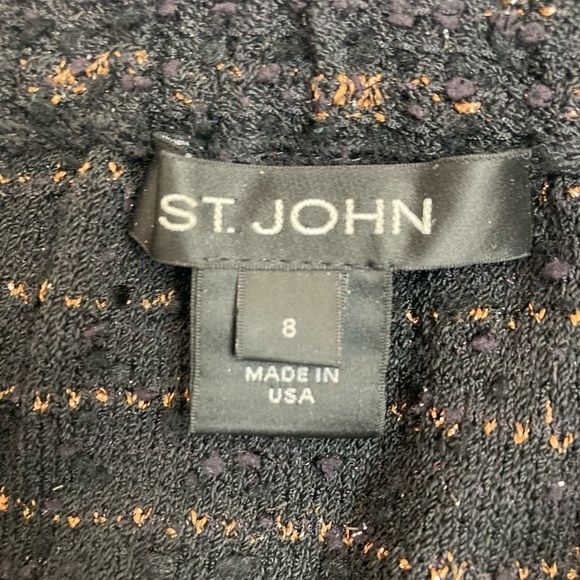 ST. JOHN
8
MADE IN
USA